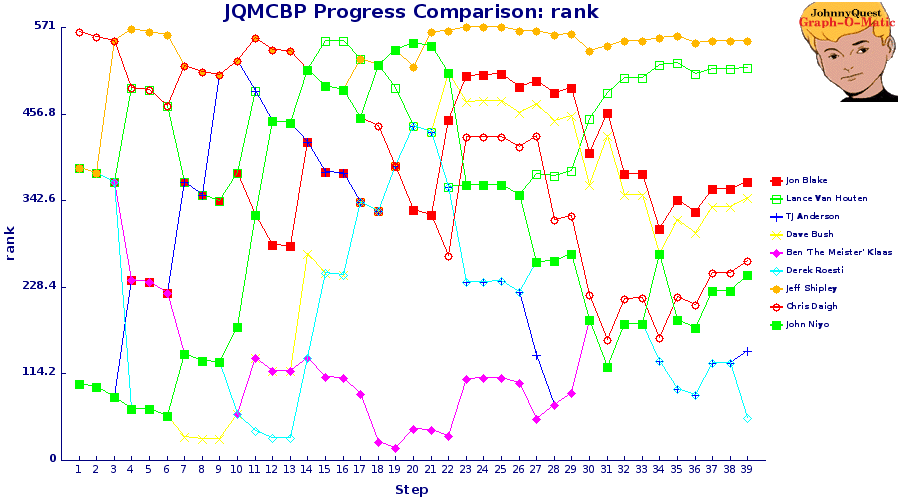 JQMCBP Progress Comparison: rank
JohnnyQuest
Graph-O-Matic
571
456.8
342.6
228.4
114.2
0
rank
1 2 3 4 5 6 7 8 9 10 11 12 13 14 15 16 17 18 19 20 21 22 23 24 25 26 27 28 29 30 31 32 33 34 35 36 37 38 39
Step
Jon Blake
Lance Van Houten
TJ Anderson
Dave Bush
Ben 'The Meister' Klaas
Derek Roesti
Jeff Shipley
Chris Daigh
John Niyo